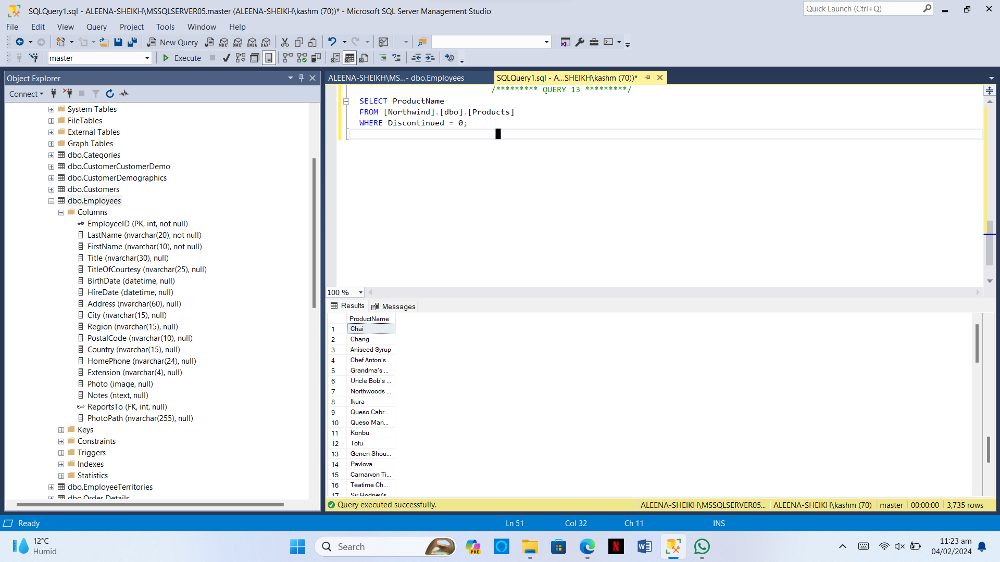 SQLQuery1.sql - ALEENA-SHEIKH\MSSQLSERVER05.master (ALEENA-SHEIKH\kashm (70))* - Microsoft SQL Server Management Studio
Quick Launch (Ctrl+Q)
File Edit View Query Project Tools Window Help
New Query
MDX DMX XMLA DAX
master
Execute
Object Explorer
ALEENA-SHEIKH\MS...- dbo.Employees
SQLQuery1.sql - A...SHEIKH\kashm (70))*
Connect
System Tables
FileTables
External Tables
Graph Tables
dbo.Categories
dbo.CustomerCustomerDemo
dbo.CustomerDemographics
dbo.Customers
dbo.Employees
Columns
EmployeeID (PK, int, not null)
LastName (nvarchar(20), not null)
FirstName (nvarchar(10), not null)
Title (nvarchar(30), null)
TitleOfCourtesy (nvarchar(25), null)
BirthDate (datetime, null)
HireDate (datetime, null)
Address (nvarchar(60), null)
City (nvarchar(15), null)
Region (nvarchar(15), null)
PostalCode (nvarchar(10), null)
Country (nvarchar(15), null)
HomePhone (nvarchar(24), null)
Extension (nvarchar(4), null)
Photo (image, null)
Notes (ntext, null)
ReportsTo (FK, int, null)
PhotoPath (nvarchar(255), null)
Keys
Constraints
Triggers
Indexes
Statistics
dbo.EmployeeTerritories
dbo.Order Details
/********* QUERY 13 *********/
SELECT ProductName
FROM [Northwind].[dbo].[Products]
WHERE Discontinued = 0;
100 %
Results Messages
ProductName
1 Chai
2 Chang
3 Aniseed Syrup
4 Chef Anton's...
5 Grandma's ...
6 Uncle Bob's ...
7 Northwoods ...
8 Ikura
9 Queso Cabr...
10 Queso Man...
11 Konbu
12 Tofu
13 Genen Shou...
14 Pavlova
15 Carnarvon Ti...
16 Teatime Ch...
17 Sir Rodney's
Query executed successfully.
ALEENA-SHEIKH\MSSQLSERVER05... ALEENA-SHEIKH\kashm (70) master 00:00:00 3,735 rows
Ready
Ln 51 Col 32 Ch 11 INS
12°C
Humid
Search
PRE
11:23 am
04/02/2024